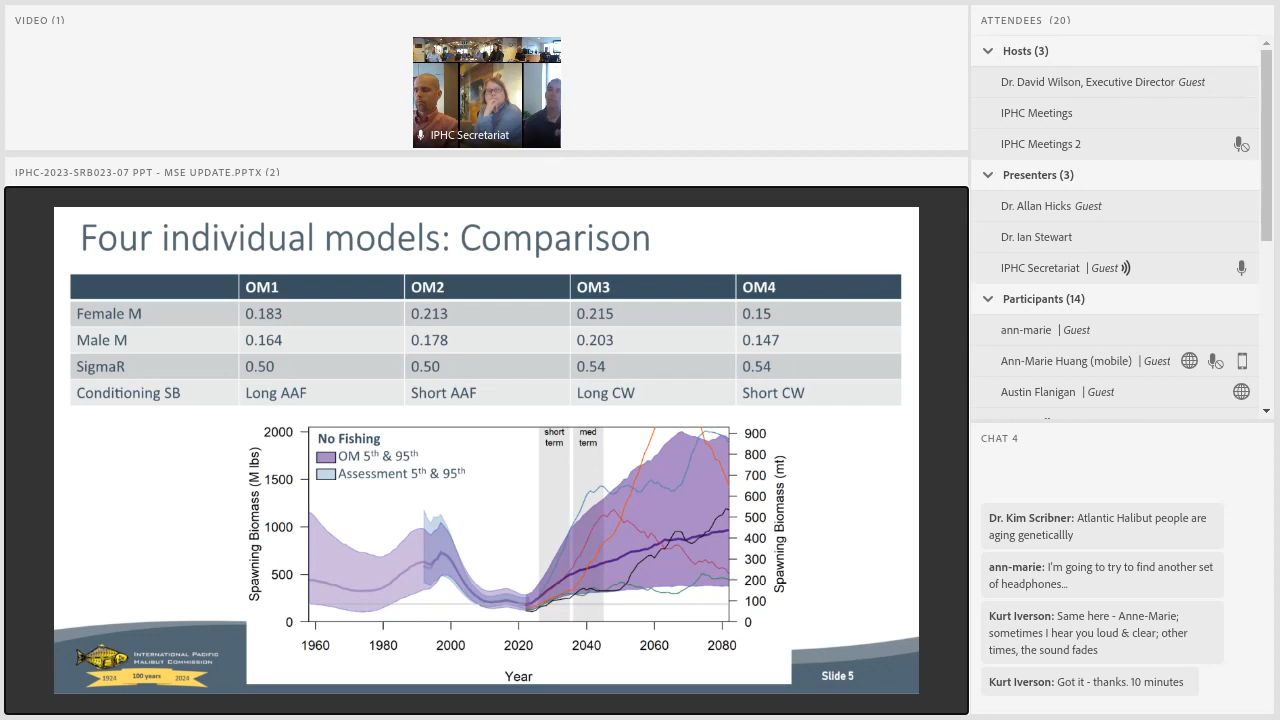 VIDEO (1)
IPHC Secretariat
IPHC-2023-SRB023-07 PPT - MSE UPDATE.PPTX (2)
Four individual models: Comparison
OM1 OM2 OM3 OM4
Female M 0.183 0.213 0.215 0.15
Male M 0.164 0.178 0.203 0.147
SigmaR 0.50 0.50 0.54 0.54
Conditioning SB Long AAF Short AAF Long CW Short CW
No Fishing
OM 5th & 95th
Assessment 5th & 95th
short term
med term
Spawning Biomass (M lbs)
2000
1500
1000
500
0
900
800
700
600
500
400
300
200
100
0
Spawning Biomass (mt)
1960 1980 2000 2020 2040 2060 2080
Year
INTERNATIONAL PACIFIC
HALIBUT COMMISSION
1924 100 years 2024
Slide 5
ATTENDEES (20)
Hosts (3)
Dr. David Wilson, Executive Director Guest
IPHC Meetings
IPHC Meetings 2
Presenters (3)
Dr. Allan Hicks Guest
Dr. Ian Stewart
IPHC Secretariat | Guest
Participants (14)
ann-marie | Guest
Ann-Marie Huang (mobile) | Guest
Austin Flanigan | Guest
CHAT 4
Dr. Kim Scribner: Atlantic Halibut people are
aging geneticallly
ann-marie: I'm going to try to find another set
of headphones...
Kurt Iverson: Same here - Anne-Marie;
sometimes I hear you loud & clear; other
times, the sound fades
Kurt Iverson: Got it - thanks. 10 minutes